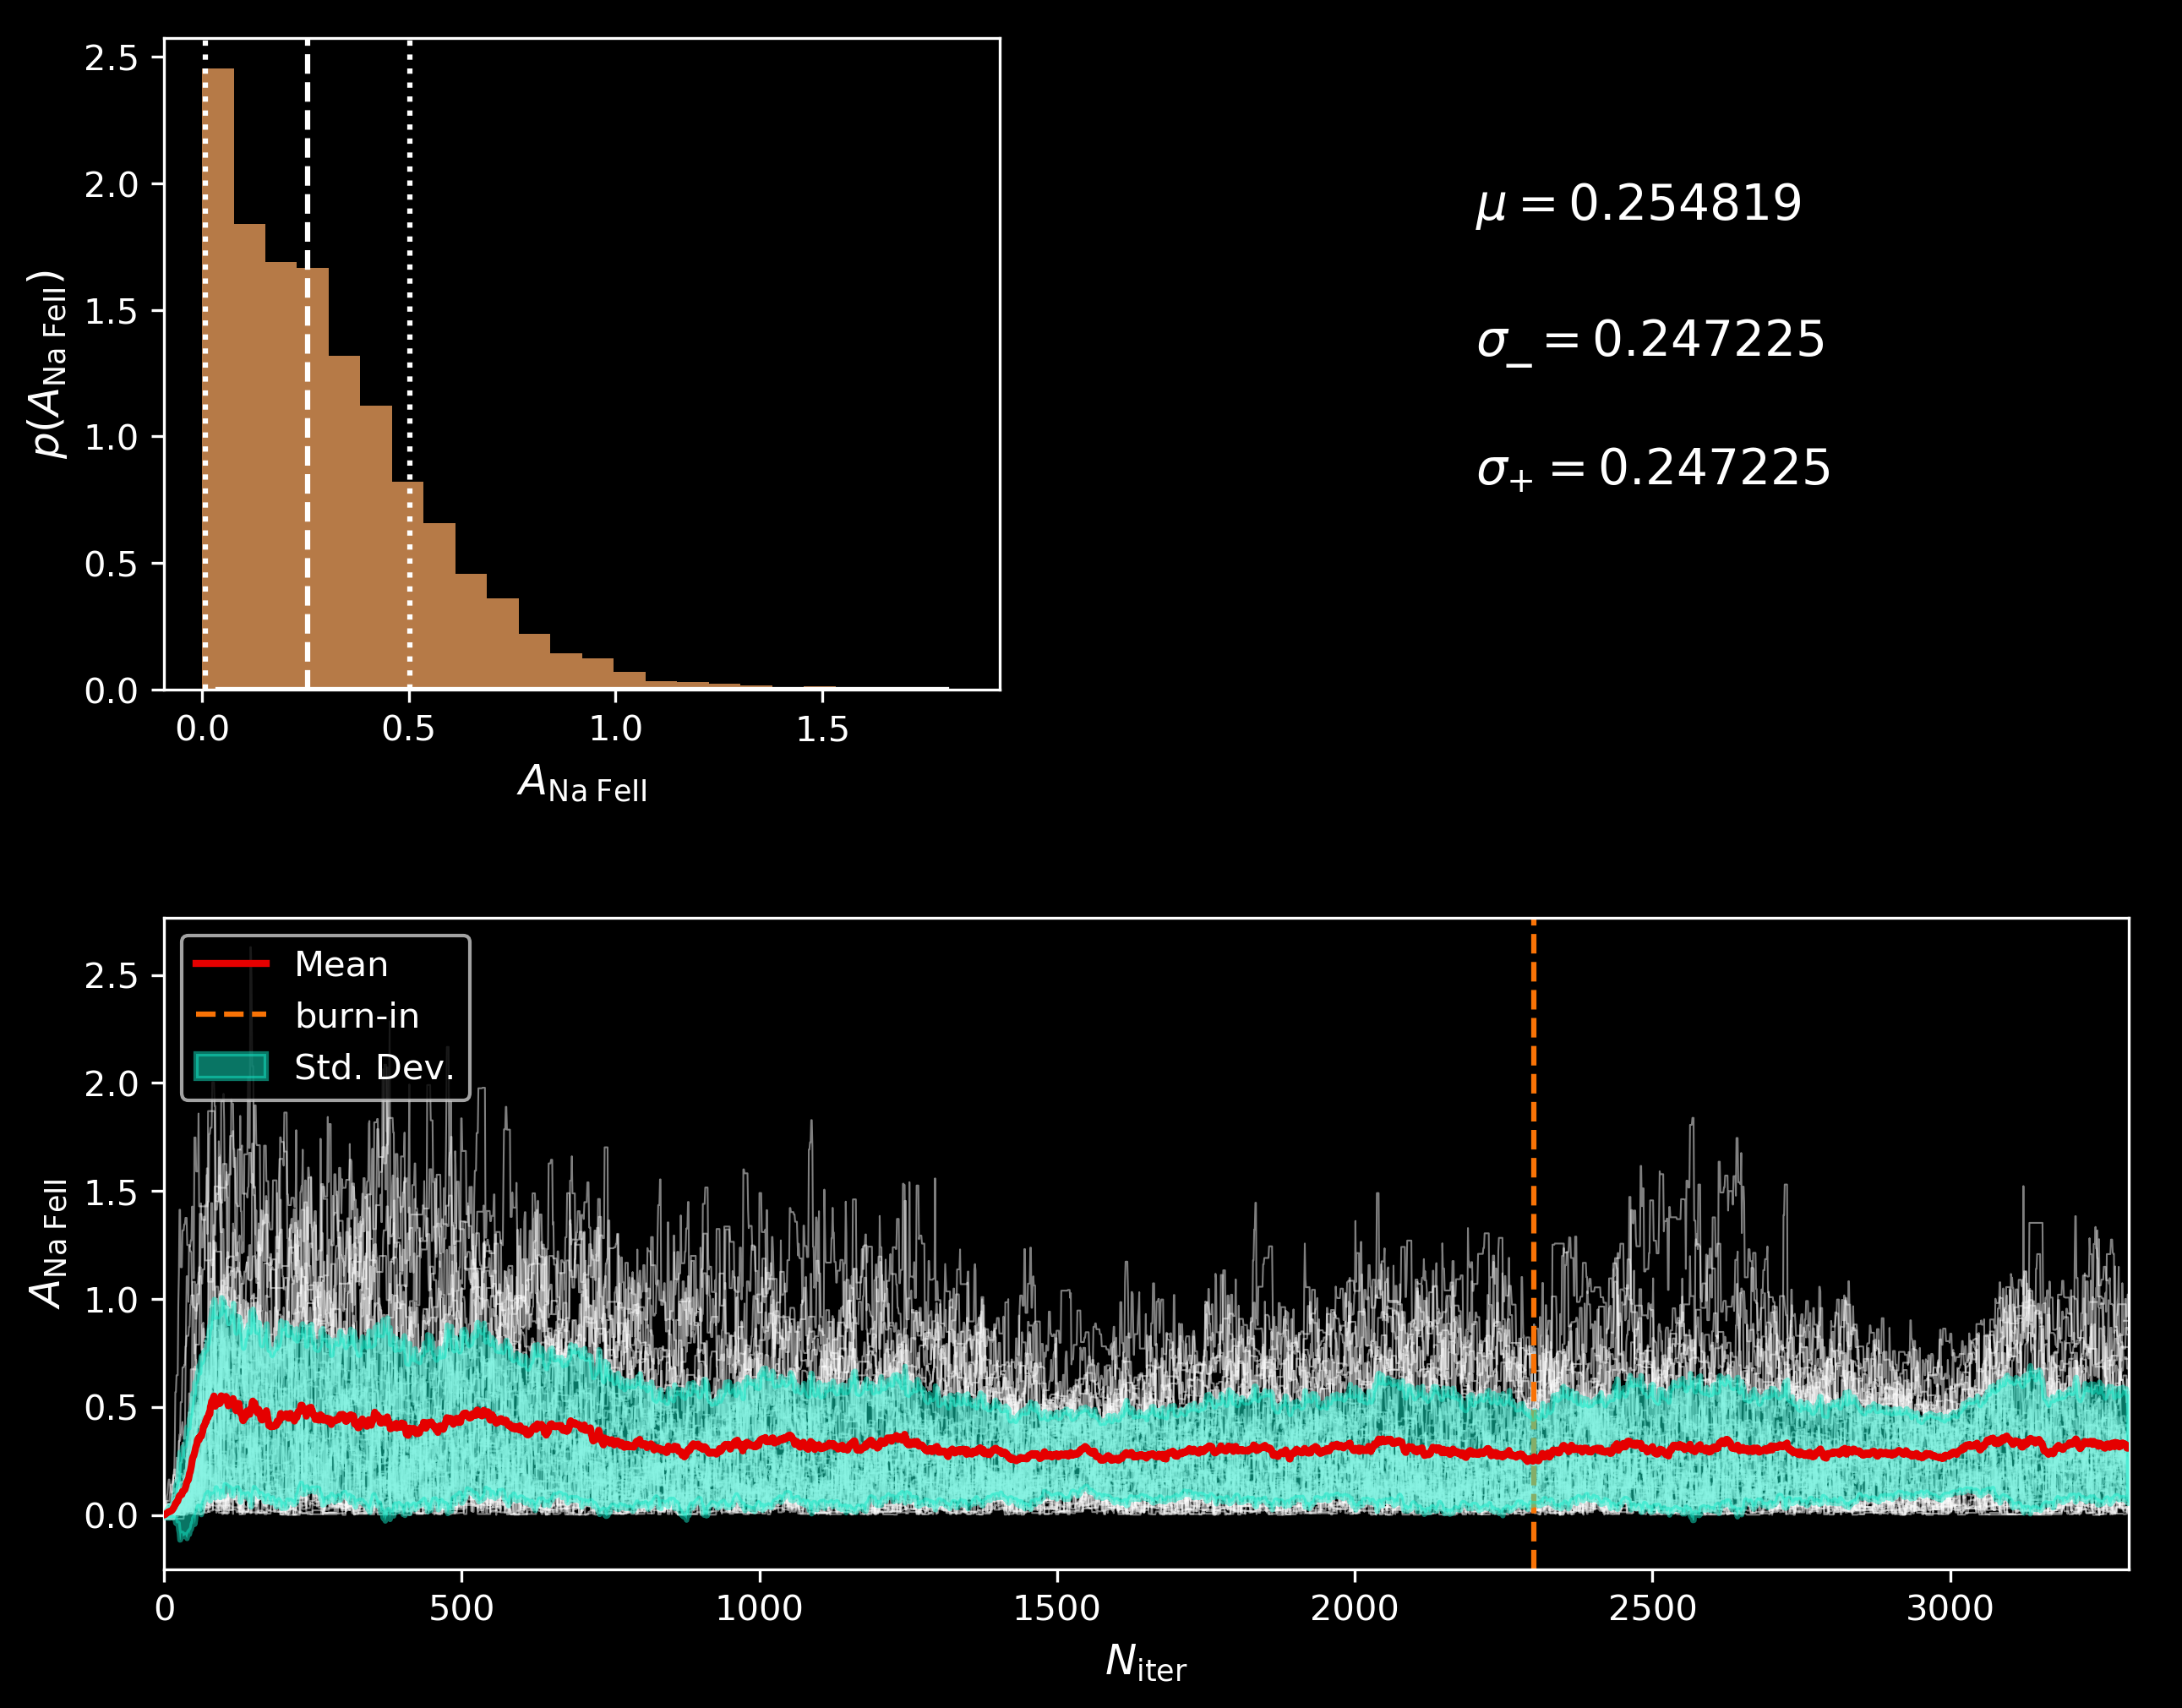 2.5
2.0
1.5
1.0
0.5
0.0
p(A_Na FeII)
0.0 0.5 1.0 1.5
A_Na FeII
μ = 0.254819
σ_− = 0.247225
σ_+ = 0.247225
Mean
burn-in
Std. Dev.
2.5
2.0
1.5
1.0
0.5
0.0
A_Na FeII
0 500 1000 1500 2000 2500 3000
N_iter